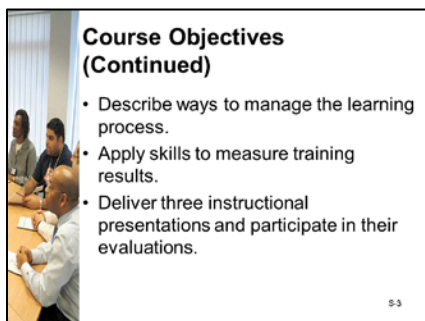 Course Objectives
(Continued)
• Describe ways to manage the learning
process.
• Apply skills to measure training
results.
• Deliver three instructional
presentations and participate in their
evaluations.
S-3